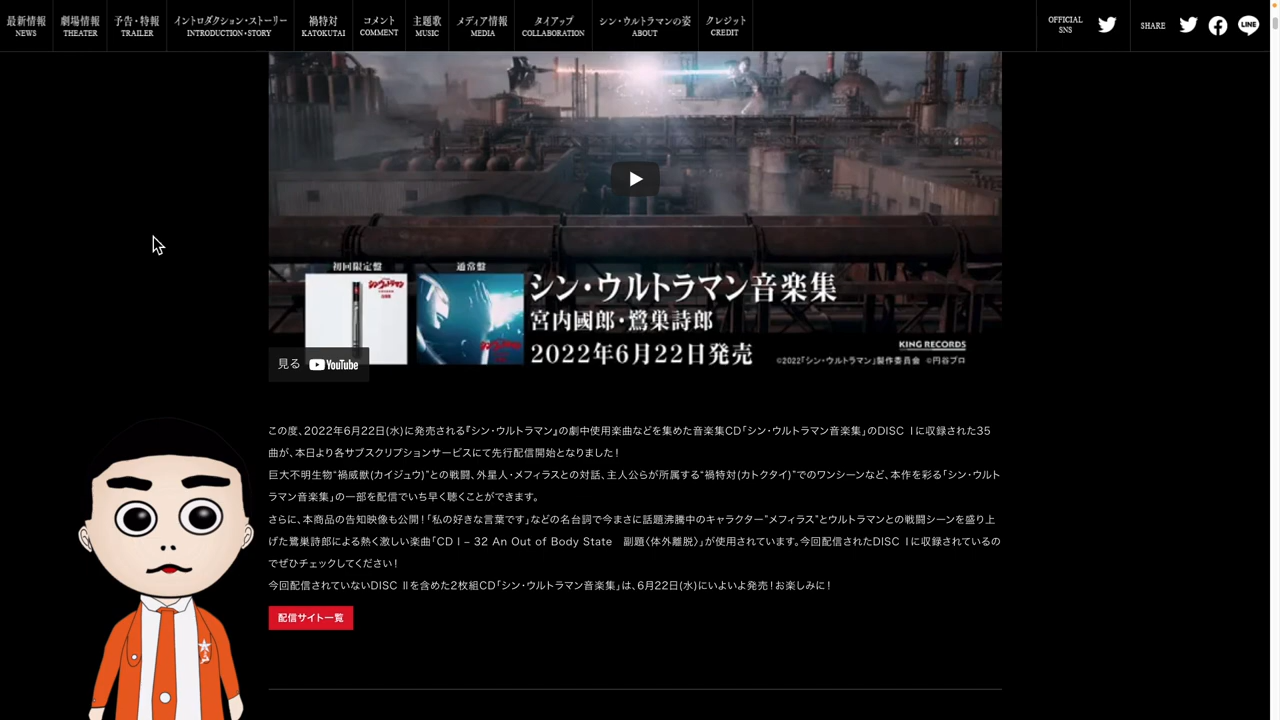 最新情報
NEWS
劇場情報
THEATER
予告・特報
TRAILER
イントロダクション・ストーリー
INTRODUCTION・STORY
禍特対
KATOKUTAI
コメント
COMMENT
主題歌
MUSIC
メディア情報
MEDIA
タイアップ
COLLABORATION
シン・ウルトラマンの姿
ABOUT
クレジット
CREDIT
OFFICIAL
SNS
SHARE
LINE
初回限定盤
通常盤
シン・ウルトラマン音楽集
宮内國郎・鷺巣詩郎
2022年6月22日発売
KING RECORDS
©2022「シン・ウルトラマン」製作委員会 ©円谷プロ
見る YouTube
この度、2022年6月22日(水)に発売される『シン・ウルトラマン』の劇中使用楽曲などを集めた音楽集CD「シン・ウルトラマン音楽集」のDISC Ⅰに収録された35
曲が、本日より各サブスクリプションサービスにて先行配信開始となりました！
巨大不明生物“禍威獣(カイジュウ)”との戦闘、外星人・メフィラスとの対話、主人公らが所属する“禍特対(カトクタイ)”でのワンシーンなど、本作を彩る「シン・ウルト
ラマン音楽集」の一部を配信でいち早く聴くことができます。
さらに、本商品の告知映像も公開！「私の好きな言葉です」などの名台詞で今まさに話題沸騰中のキャラクター”メフィラス”とウルトラマンとの戦闘シーンを盛り上
げた鷺巣詩郎による熱く激しい楽曲「CDⅠ– 32 An Out of Body State　副題〈体外離脱〉」が使用されています。今回配信されたDISC Ⅰに収録されているの
でぜひチェックしてください！
今回配信されていないDISC Ⅱを含めた2枚組CD「シン・ウルトラマン音楽集」は、6月22日(水)にいよいよ発売！お楽しみに！
配信サイト一覧